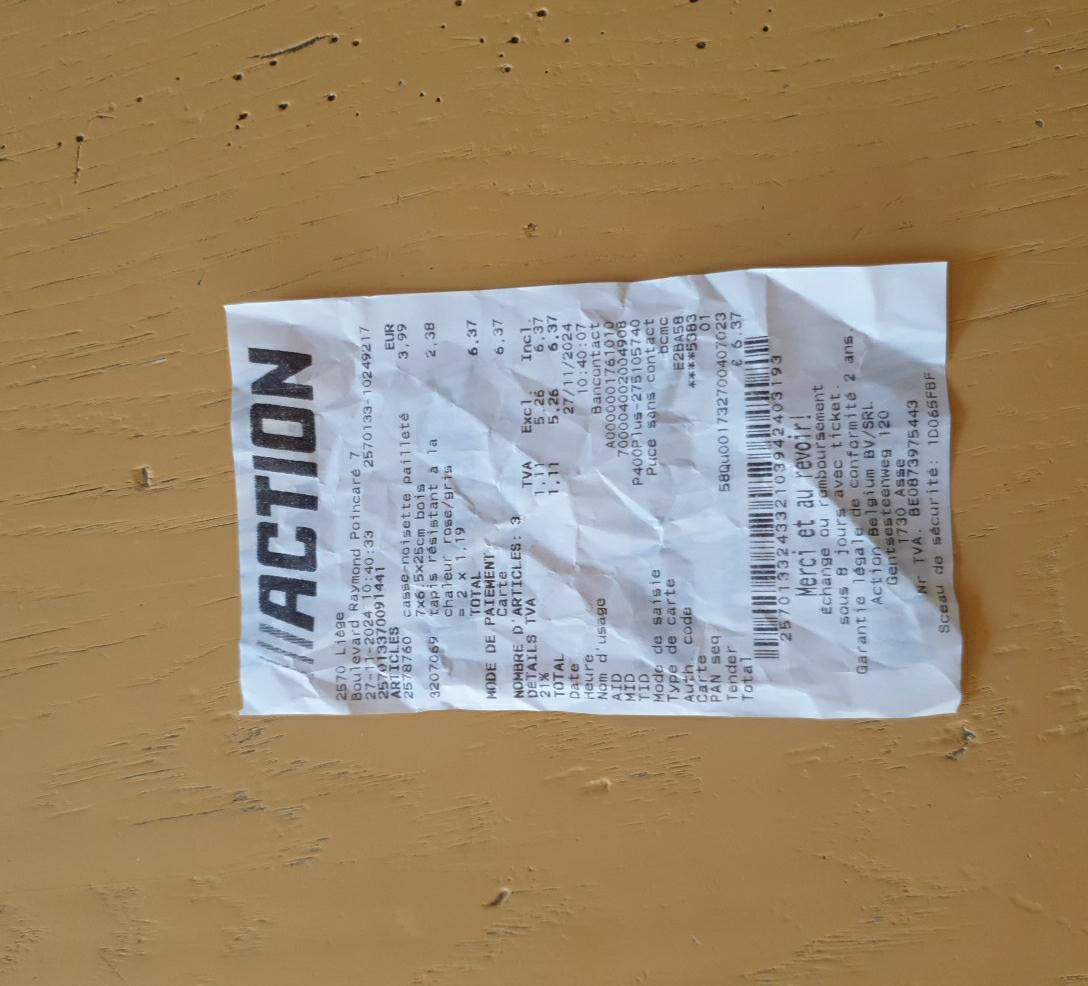 ACTION
2570 Liège
Boulevard Raymond Poincaré 7
27-11-2024 10:40:33 2570133-10249217
257013370091441
ARTICLES EUR
2578760 casse-noisette pailleté 3,99
7x6,5x25cm bois
3207069 tapis résistant à la 2,38
chaleur rose/gris
= 2 x 1,19
TOTAL 6,37
MODE DE PAIEMENT
Carte 6,37
NOMBRE D'ARTICLES: 3
DÉTAILS TVA TVA Excl. Incl.
21% 1,11 5,26 6,37
TOTAL 1,11 5,26 6,37
Date 27/11/2024
Heure 10:40:07
Nom d'usage Bancontact
AID A0000001761010
MID 700004002004908
TID P400Plus-275105740
Mode de saisie Puce sans contact
Type de carte bcmc
Auth. code E2BA58
Carte ****5383
PAN seq 01
Tender 58Qu001732700407023
Total € 6.37
2570133243321039424031​93
Merci et au revoir!
Échange ou remboursement
sous 8 jours avec ticket.
Garantie légale de conformité 2 ans.
Action Belgium BV/SRL
Gentsesteenweg 120
1730 Asse
Nr TVA. BE0873975443
Sceau de sécurité: 1D065FBF